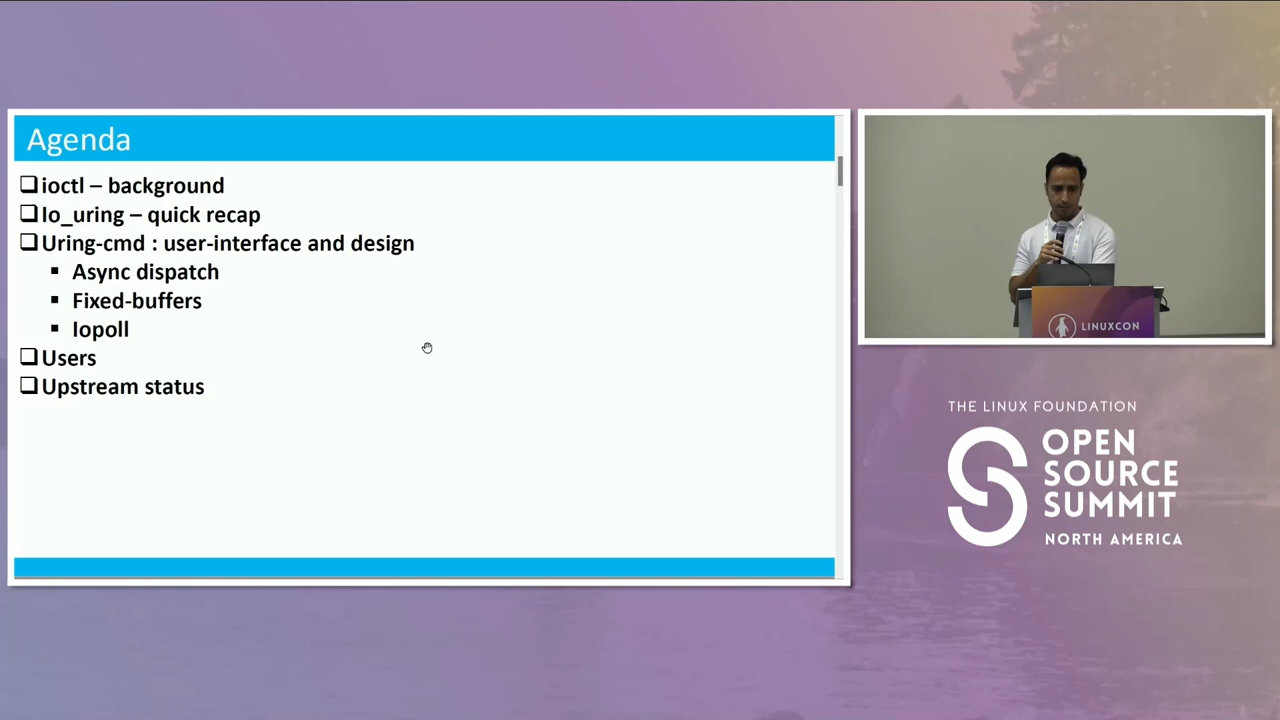 Agenda
ioctl – background
Io_uring – quick recap
Uring-cmd : user-interface and design
Async dispatch
Fixed-buffers
Iopoll
Users
Upstream status
LINUXCON
THE LINUX FOUNDATION
OPEN
SOURCE
SUMMIT
NORTH AMERICA